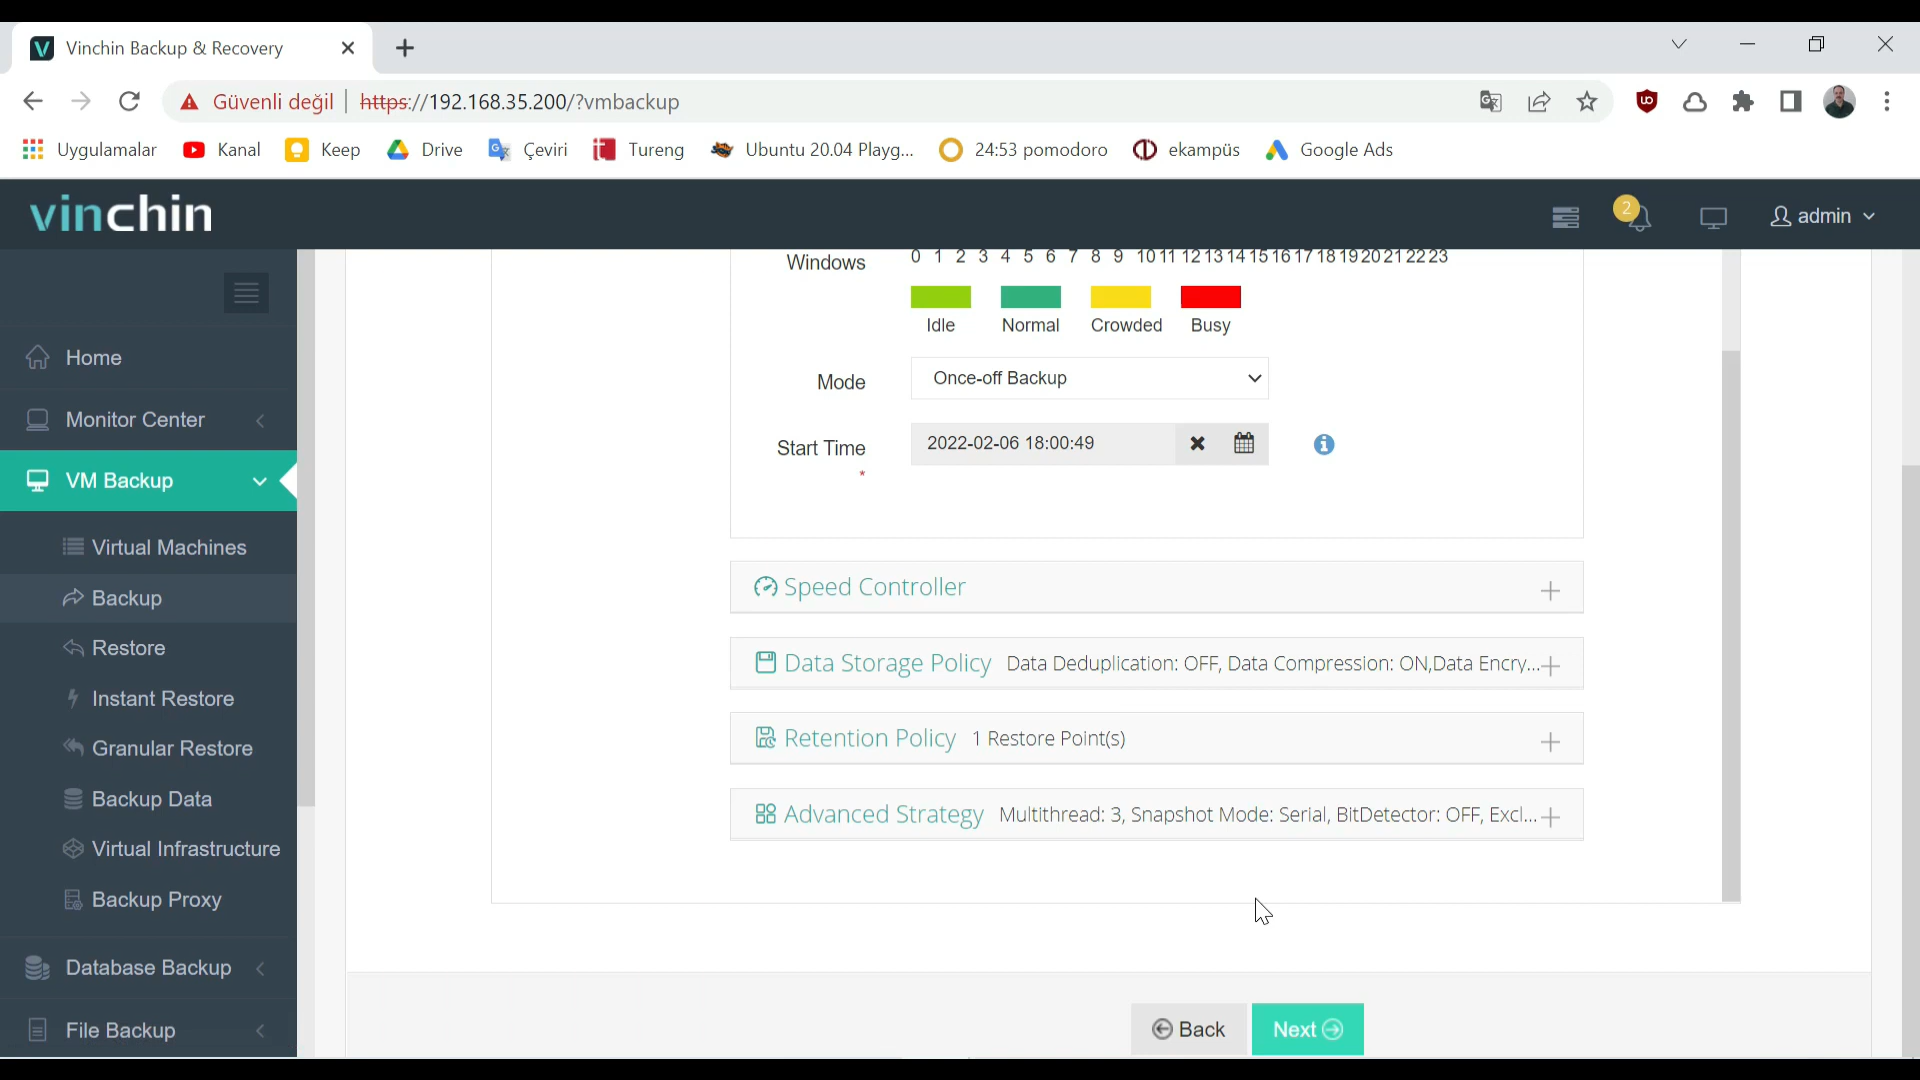 Vinchin Backup & Recovery
Güvenli değil
https://192.168.35.200/?vmbackup
Uygulamalar
Kanal
Keep
Drive
Çeviri
Tureng
Ubuntu 20.04 Playg...
24:53 pomodoro
ekampüs
Google Ads
vinchin
2
admin
Home
Monitor Center
VM Backup
Virtual Machines
Backup
Restore
Instant Restore
Granular Restore
Backup Data
Virtual Infrastructure
Backup Proxy
Database Backup
File Backup
Windows
0 1 2 3 4 5 6 7 8 9 10 11 12 13 14 15 16 17 18 19 20 21 22 23
Idle
Normal
Crowded
Busy
Mode
Once-off Backup
Start Time
*
2022-02-06 18:00:49
Speed Controller
Data Storage Policy Data Deduplication: OFF, Data Compression: ON,Data Encry...
Retention Policy 1 Restore Point(s)
Advanced Strategy Multithread: 3, Snapshot Mode: Serial, BitDetector: OFF, Excl...
Back
Next